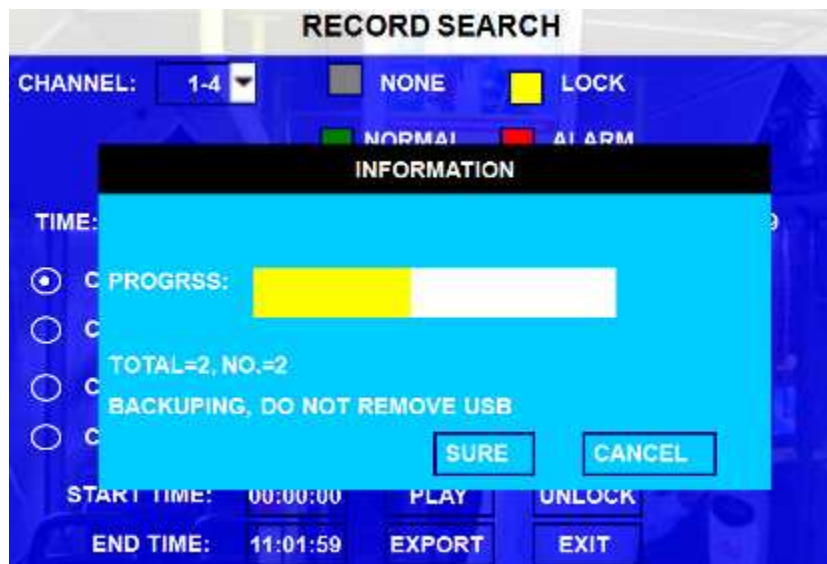 RECORD SEARCH
CHANNEL: 1-4 NONE LOCK
NORMAL ALARM
INFORMATION
TIME: 9
C
PROGRSS:
C
TOTAL=2, NO.=2
C
BACKUPING, DO NOT REMOVE USB
C
SURE CANCEL
START TIME: 00:00:00 PLAY UNLOCK
END TIME: 11:01:59 EXPORT EXIT